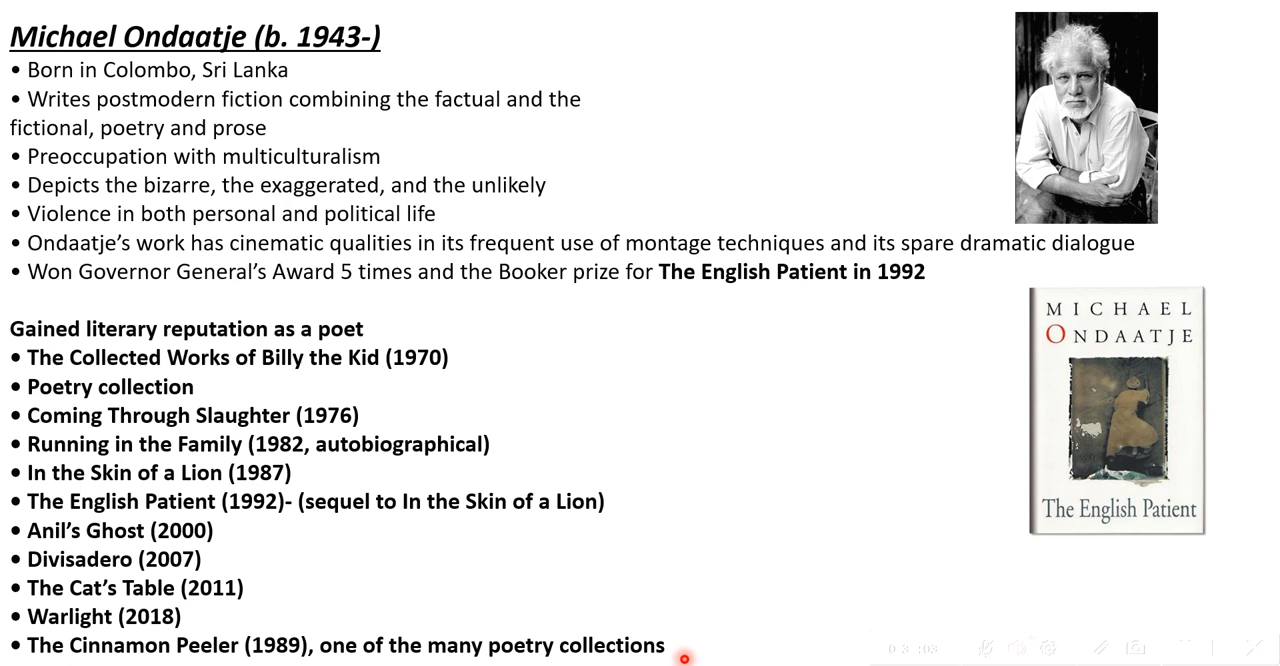 Michael Ondaatje (b. 1943-)
• Born in Colombo, Sri Lanka
• Writes postmodern fiction combining the factual and the
fictional, poetry and prose
• Preoccupation with multiculturalism
• Depicts the bizarre, the exaggerated, and the unlikely
• Violence in both personal and political life
• Ondaatje’s work has cinematic qualities in its frequent use of montage techniques and its spare dramatic dialogue
• Won Governor General’s Award 5 times and the Booker prize for The English Patient in 1992
Gained literary reputation as a poet
• The Collected Works of Billy the Kid (1970)
• Poetry collection
• Coming Through Slaughter (1976)
• Running in the Family (1982, autobiographical)
• In the Skin of a Lion (1987)
• The English Patient (1992)- (sequel to In the Skin of a Lion)
• Anil’s Ghost (2000)
• Divisadero (2007)
• The Cat’s Table (2011)
• Warlight (2018)
• The Cinnamon Peeler (1989), one of the many poetry collections
MICHAEL
ONDAATJE
The English Patient